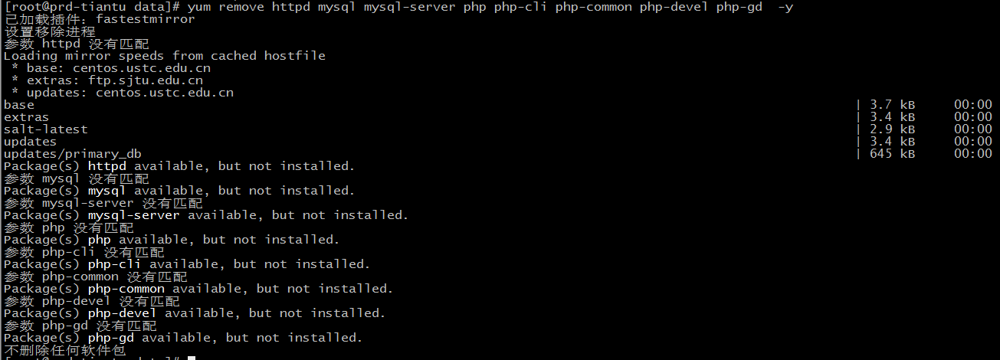 [root@prd-tiantu data]# yum remove httpd mysql mysql-server php php-cli php-common php-devel php-gd  -y
已加载插件：fastestmirror
设置移除进程
参数 httpd 没有匹配
Loading mirror speeds from cached hostfile
 * base: centos.ustc.edu.cn
 * extras: ftp.sjtu.edu.cn
 * updates: centos.ustc.edu.cn
base | 3.7 kB 00:00
extras | 3.4 kB 00:00
salt-latest | 2.9 kB 00:00
updates | 3.4 kB 00:00
updates/primary_db | 645 kB 00:00
Package(s) httpd available, but not installed.
参数 mysql 没有匹配
Package(s) mysql available, but not installed.
参数 mysql-server 没有匹配
Package(s) mysql-server available, but not installed.
参数 php 没有匹配
Package(s) php available, but not installed.
参数 php-cli 没有匹配
Package(s) php-cli available, but not installed.
参数 php-common 没有匹配
Package(s) php-common available, but not installed.
参数 php-devel 没有匹配
Package(s) php-devel available, but not installed.
参数 php-gd 没有匹配
Package(s) php-gd available, but not installed.
不删除任何软件包
[root@prd-tiantu data]#